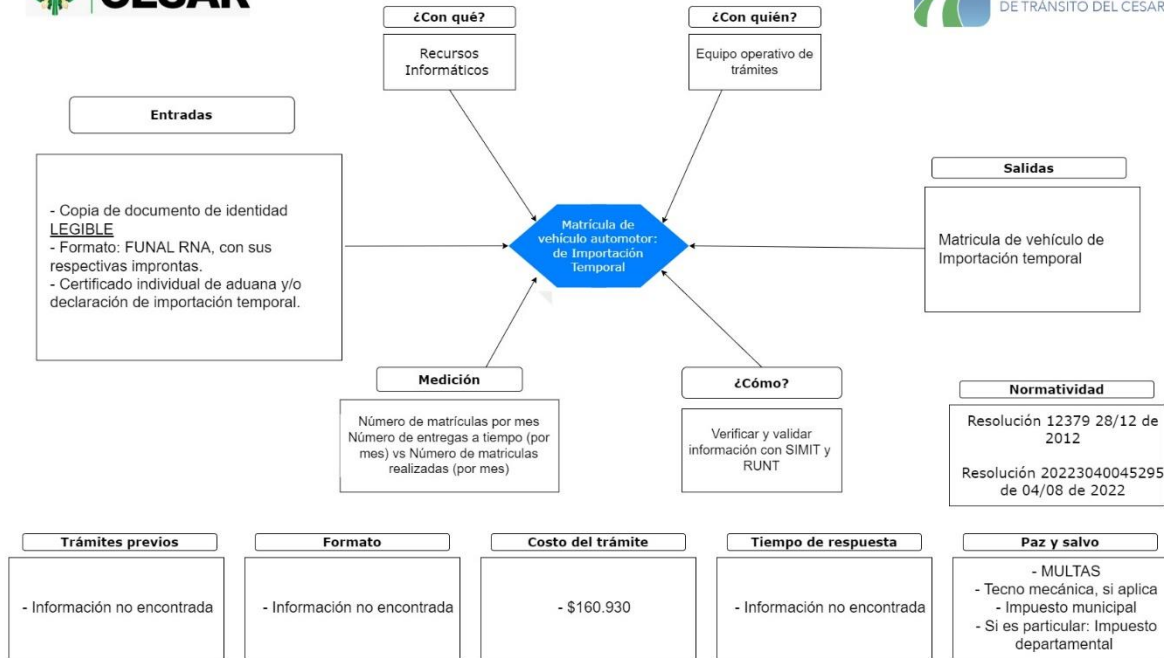 CESAR
DE TRÁNSITO DEL CESAR
¿Con qué?
Recursos
Informáticos
¿Con quién?
Equipo operativo de
trámites
Entradas
- Copia de documento de identidad
LEGIBLE
- Formato: FUNAL RNA, con sus
respectivas improntas.
- Certificado individual de aduana y/o
declaración de importación temporal.
Matrícula de
vehículo automotor:
de Importación
Temporal
Salidas
Matricula de vehículo de
Importación temporal
Medición
Número de matrículas por mes
Número de entregas a tiempo (por
mes) vs Número de matriculas
realizadas (por mes)
¿Cómo?
Verificar y validar
información con SIMIT y
RUNT
Normatividad
Resolución 12379 28/12 de
2012
Resolución 20223040045295
de 04/08 de 2022
Trámites previos
- Información no encontrada
Formato
- Información no encontrada
Costo del trámite
- $160.930
Tiempo de respuesta
- Información no encontrada
Paz y salvo
- MULTAS
- Tecno mecánica, si aplica
- Impuesto municipal
- Si es particular: Impuesto
departamental